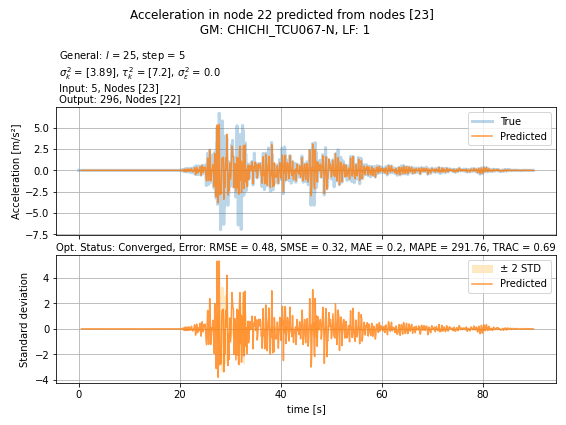 Acceleration in node 22 predicted from nodes [23]
GM: CHICHI_TCU067-N, LF: 1
General: l = 25, step = 5
σ²ₖ = [3.89], τ²ₖ = [7.2], σ²ε = 0.0
Input: 5, Nodes [23]
Output: 296, Nodes [22]
Acceleration [m/s²]
5.0
2.5
0.0
−2.5
−5.0
−7.5
True
Predicted
Opt. Status: Converged, Error: RMSE = 0.48, SMSE = 0.32, MAE = 0.2, MAPE = 291.76, TRAC = 0.69
Standard deviation
4
2
0
−2
−4
± 2 STD
Predicted
0 20 40 60 80
time [s]